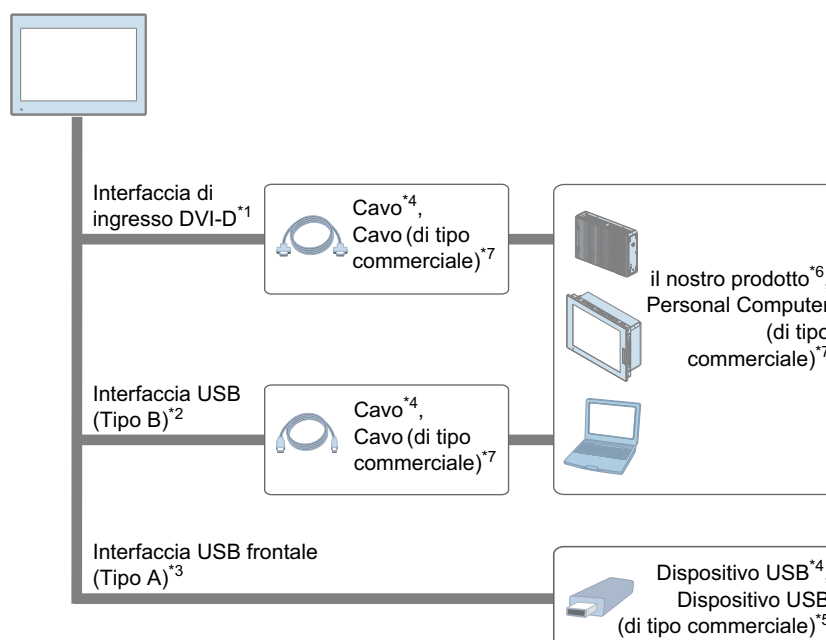 Interfaccia di
ingresso DVI-D*1
Cavo*4,
Cavo (di tipo
commerciale)*7
il nostro prodotto*6,
Personal Computer
(di tipo
commerciale)*7
Interfaccia USB
(Tipo B)*2
Cavo*4,
Cavo (di tipo
commerciale)*7
Interfaccia USB frontale
(Tipo A)*3
Dispositivo USB*4,
Dispositivo USB
(di tipo commerciale)*5